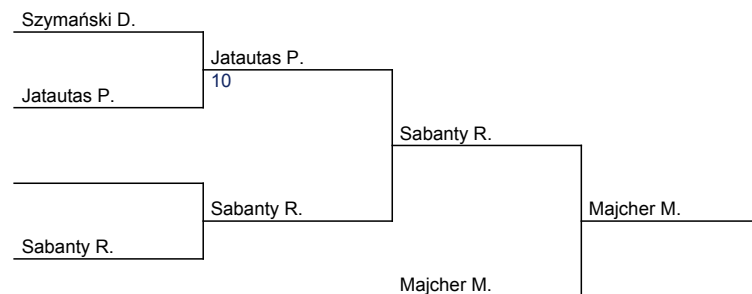 Szymański D.
Jatautas P.
10
Jatautas P.
Sabanty R.
Sabanty R.
Majcher M.
Sabanty R.
Majcher M.